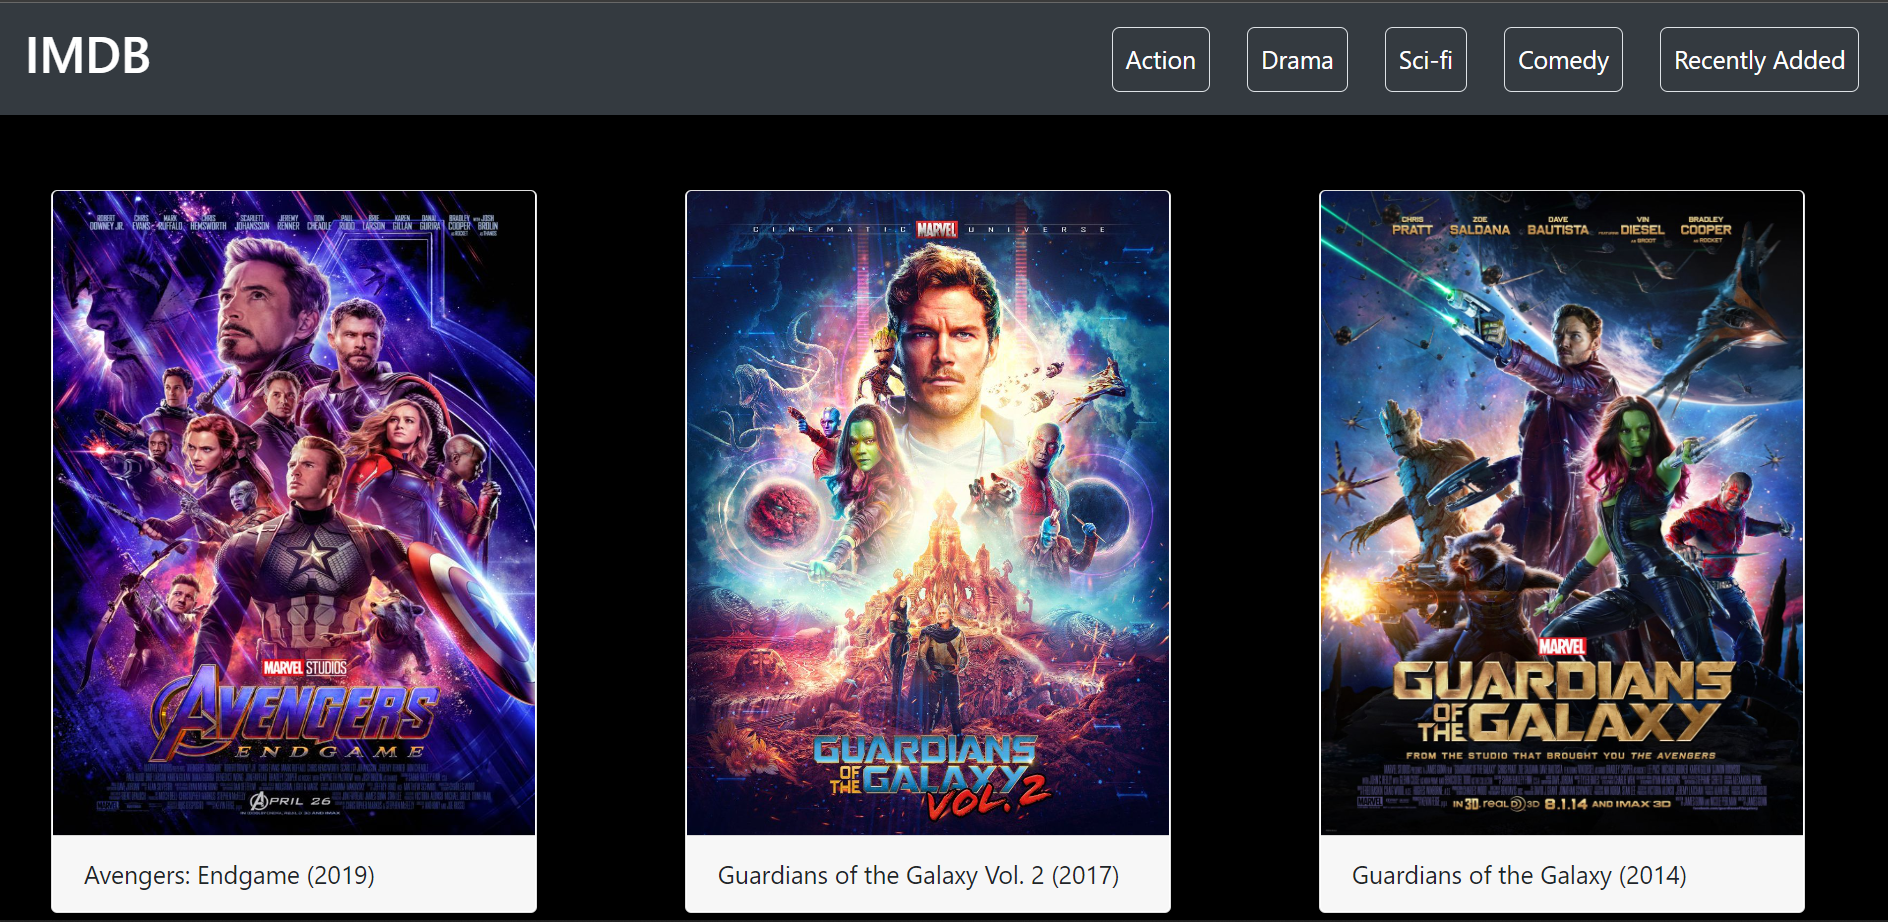 IMDB
Action
Drama
Sci-fi
Comedy
Recently Added
ROBERT DOWNEY JR.
CHRIS EVANS
MARK RUFFALO
CHRIS HEMSWORTH
SCARLETT JOHANSSON
JEREMY RENNER
DON CHEADLE
PAUL RUDD
BRIE LARSON
KAREN GILLAN
DANAI GURIRA
BRADLEY COOPER
WITH JOSH BROLIN
MARVEL STUDIOS
AVENGERS
ENDGAME
APRIL 26
Avengers: Endgame (2019)
CINEMATIC MARVEL UNIVERSE
GUARDIANS
OF THE GALAXY
VOL. 2
Guardians of the Galaxy Vol. 2 (2017)
CHRIS PRATT
ZOE SALDANA
DAVE BAUTISTA
VIN DIESEL
AS GROOT
BRADLEY COOPER
AS ROCKET
MARVEL
GUARDIANS
OF THE GALAXY
FROM THE STUDIO THAT BROUGHT YOU THE AVENGERS
IN 3D, REAL D 3D 8.1.14 AND IMAX 3D
Guardians of the Galaxy (2014)